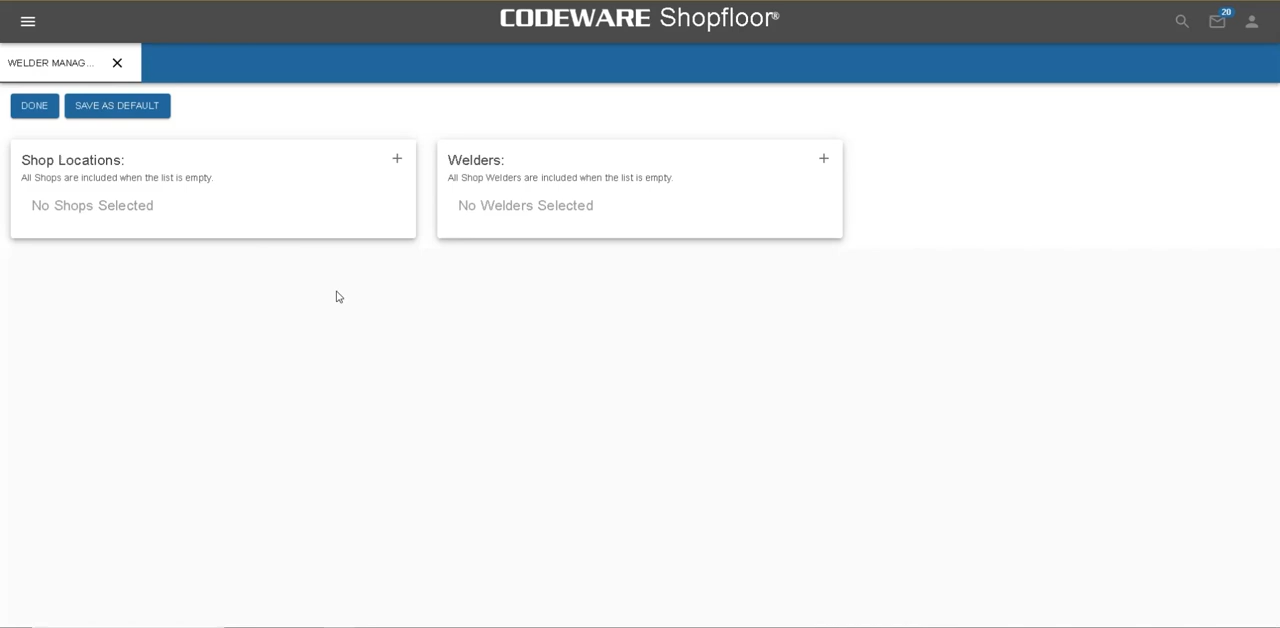 CODEWARE Shopfloor®
20
WELDER MANAG...
DONE
SAVE AS DEFAULT
Shop Locations:
All Shops are included when the list is empty.
No Shops Selected
Welders:
All Shop Welders are included when the list is empty.
No Welders Selected